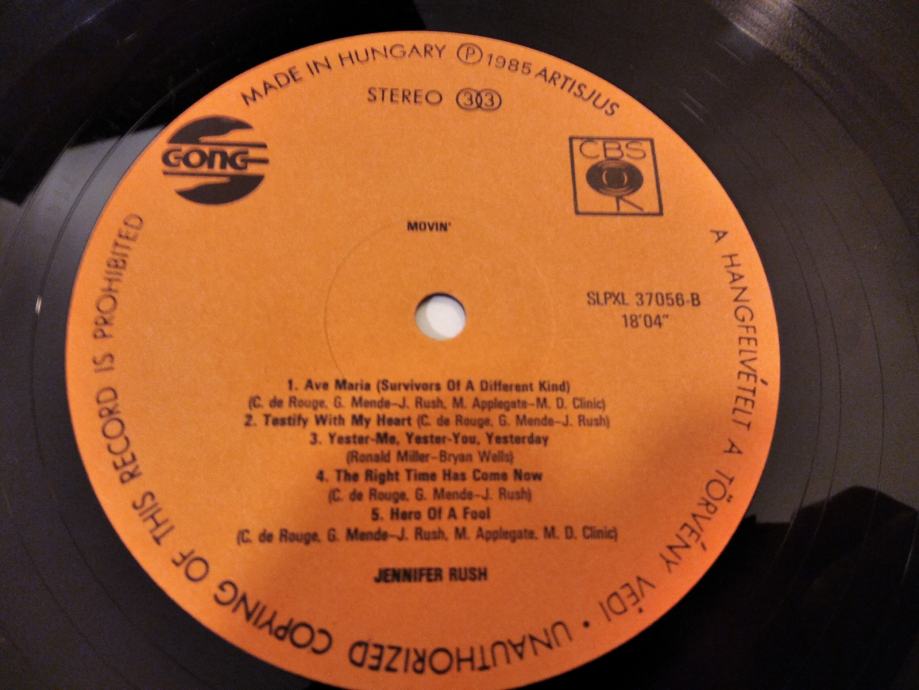 MADE IN HUNGARY Ⓟ 1985 ARTISJUS
STEREO 33
GONG
CBS
MOVIN'
SLPXL 37056-B
18'04"
1. Ave Maria (Survivors Of A Different Kind)
(C. de Rouge, G. Mende–J. Rush, M. Applegate–M. D. Clinic)
2. Testify With My Heart (C. de Rouge, G. Mende–J. Rush)
3. Yester-Me, Yester-You, Yesterday
(Ronald Miller–Bryan Wells)
4. The Right Time Has Come Now
(C. de Rouge, G. Mende–J. Rush)
5. Hero Of A Fool
(C. de Rouge, G. Mende–J. Rush, M. Applegate, M. D. Clinic)
JENNIFER RUSH
A HANGFELVÉTELT A TÖRVÉNY VÉDI • UNAUTHORIZED COPYING OF THIS RECORD IS PROHIBITED